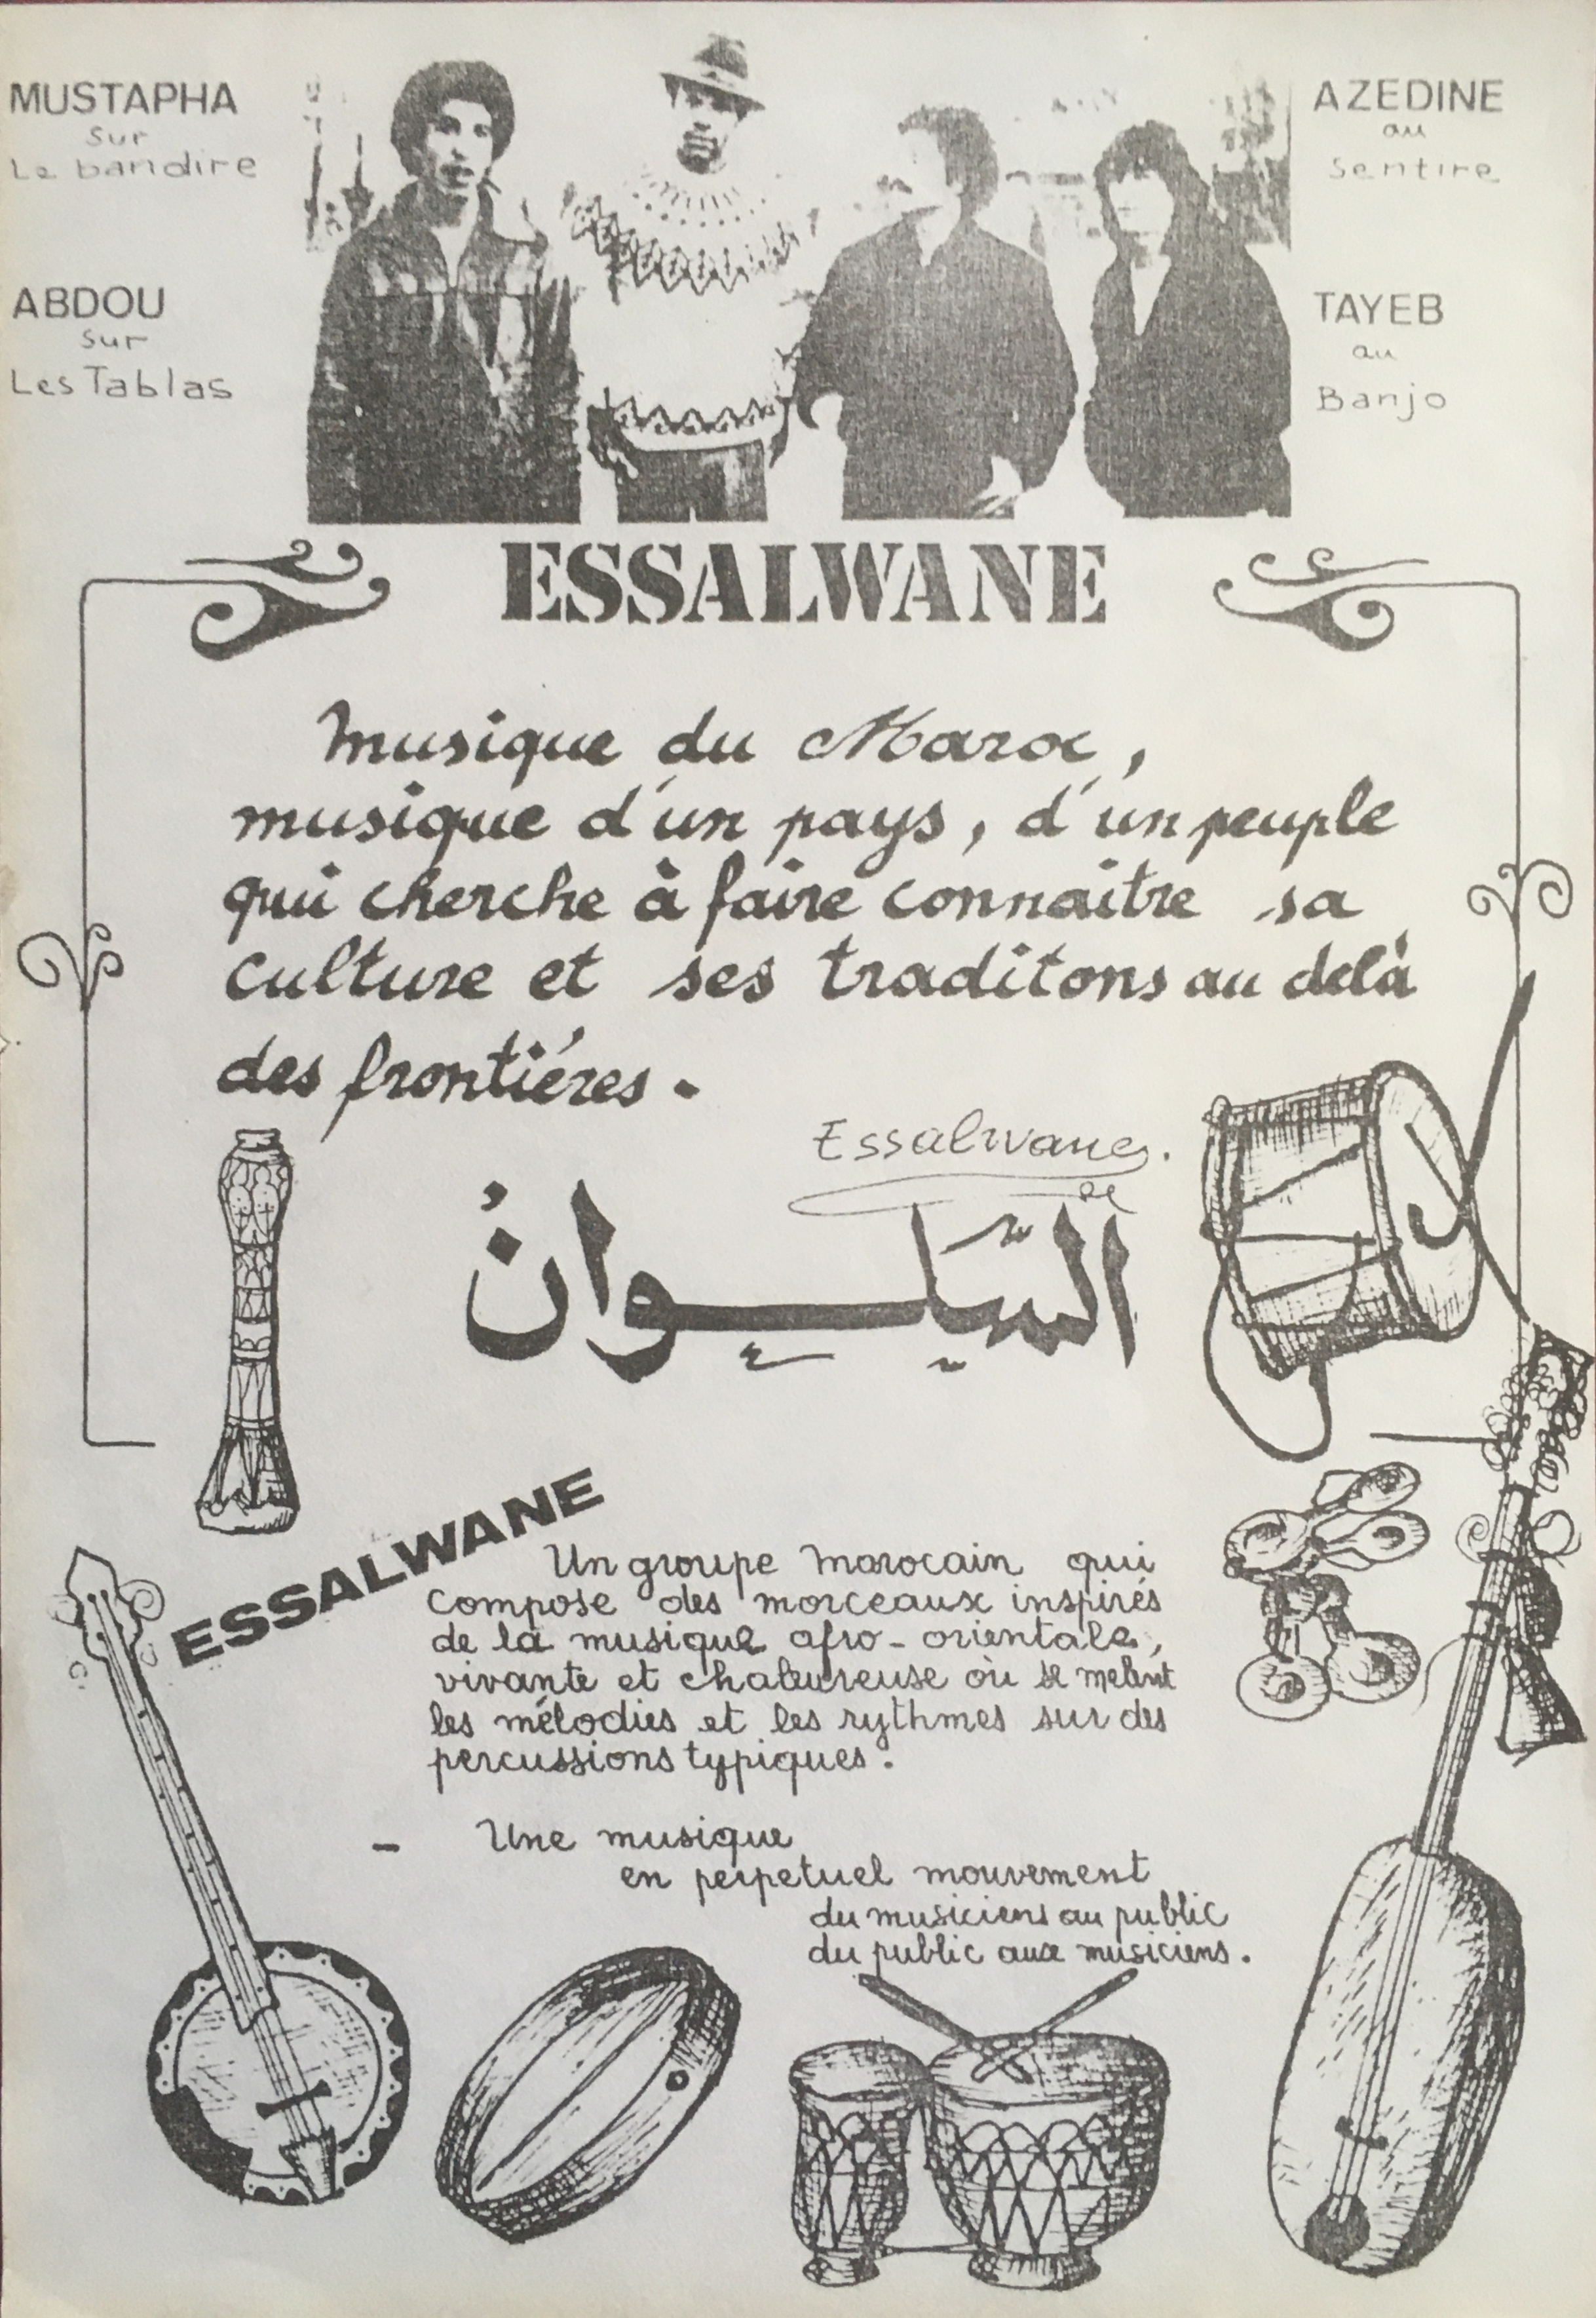 MUSTAPHA
sur
Le bandire
ABDOU
sur
Les Tablas
AZEDINE
au
Sentire
TAYEB
au
Banjo
ESSALWANE
Musique du Maroc,
musique d'un pays, d'un peuple
qui cherche à faire connaitre sa
culture et ses traditons au delà
des frontiéres.
Essalwane.
السَّلوانُ
ESSALWANE
Un groupe marocain qui
compose des morceaux inspirés
de la musique afro-orientale,
vivante et chaleureuse où se melent
les mélodies et les rythmes sur des
percussions typiques.
- Une musique
en perpetuel mouvement
du musiciens au public
du public aux musiciens.